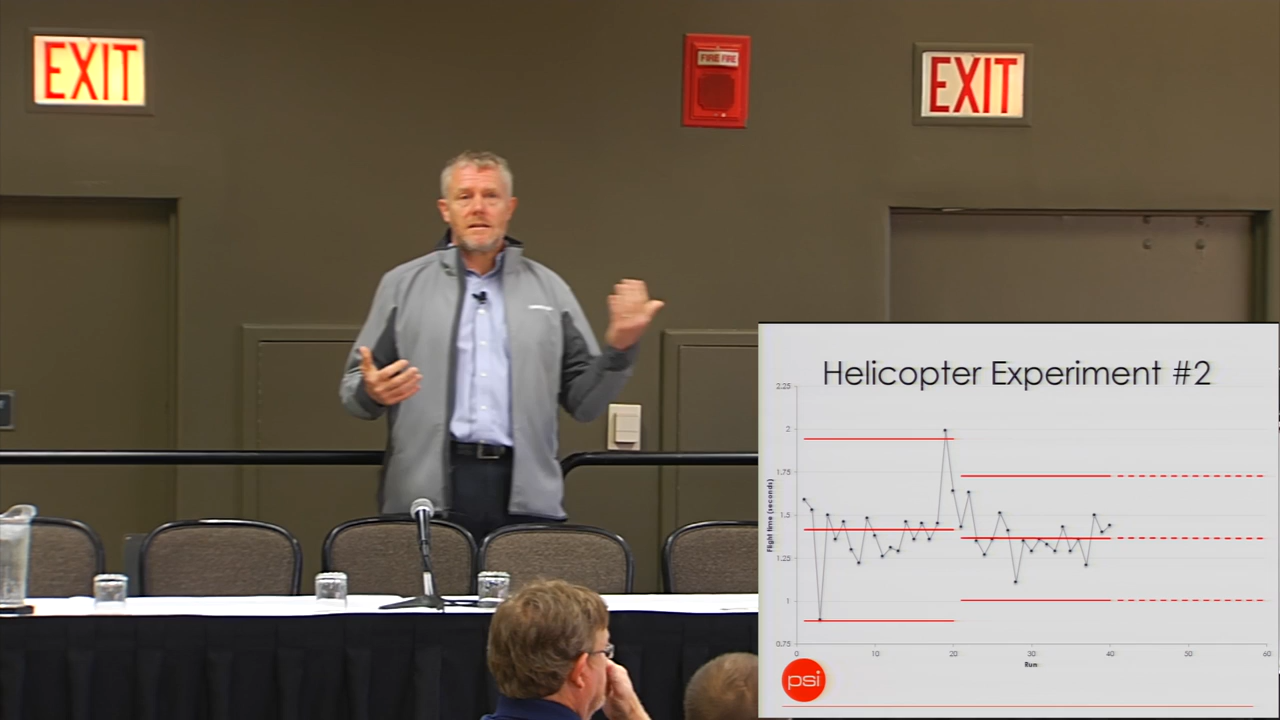 EXIT
FIRE FIRE
EXIT
Helicopter Experiment #2
2.25
2
1.75
1.5
1.25
1
0.75
Flight time (seconds)
0
10
20
30
40
50
60
Run
psi